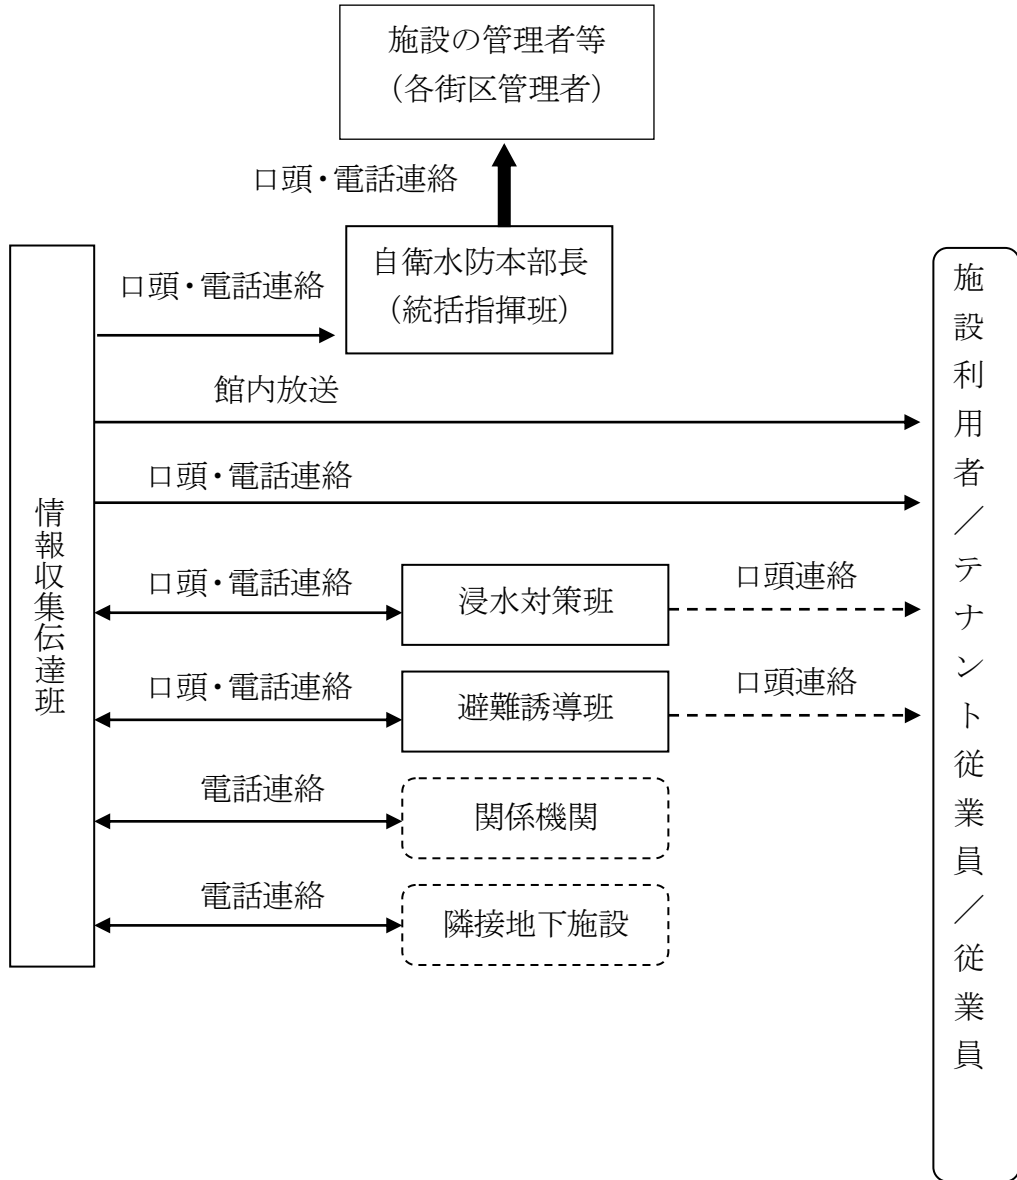 施設の管理者等
（各街区管理者）
口頭・電話連絡
自衛水防本部長
（統括指揮班）
口頭・電話連絡
館内放送
口頭・電話連絡
情報収集伝達班
口頭・電話連絡
浸水対策班
口頭連絡
口頭・電話連絡
避難誘導班
口頭連絡
電話連絡
関係機関
電話連絡
隣接地下施設
施設利用者／テナント従業員／従業員